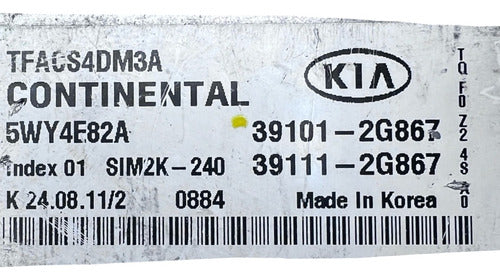 TFACS4DM3A
CONTINENTAL
KIA
5WY4E82A 39101-2G867
Index 01 SIM2K-240 39111-2G867
K 24.08.11/2 0884 Made in Korea